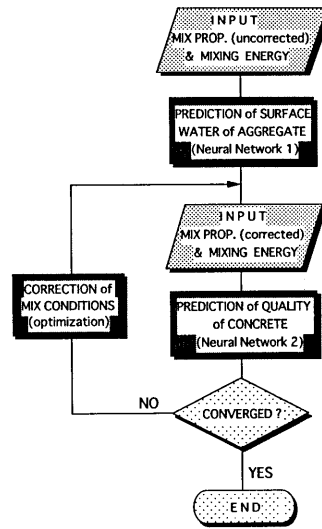 INPUT
MIX PROP. (uncorrected)
& MIXING ENERGY
PREDICTION of SURFACE
WATER of AGGREGATE
(Neural Network 1)
INPUT
MIX PROP. (corrected)
& MIXING ENERGY
CORRECTION of
MIX CONDITIONS
(optimization)
PREDICTION of QUALITY
of CONCRETE
(Neural Network 2)
NO
CONVERGED ?
YES
END